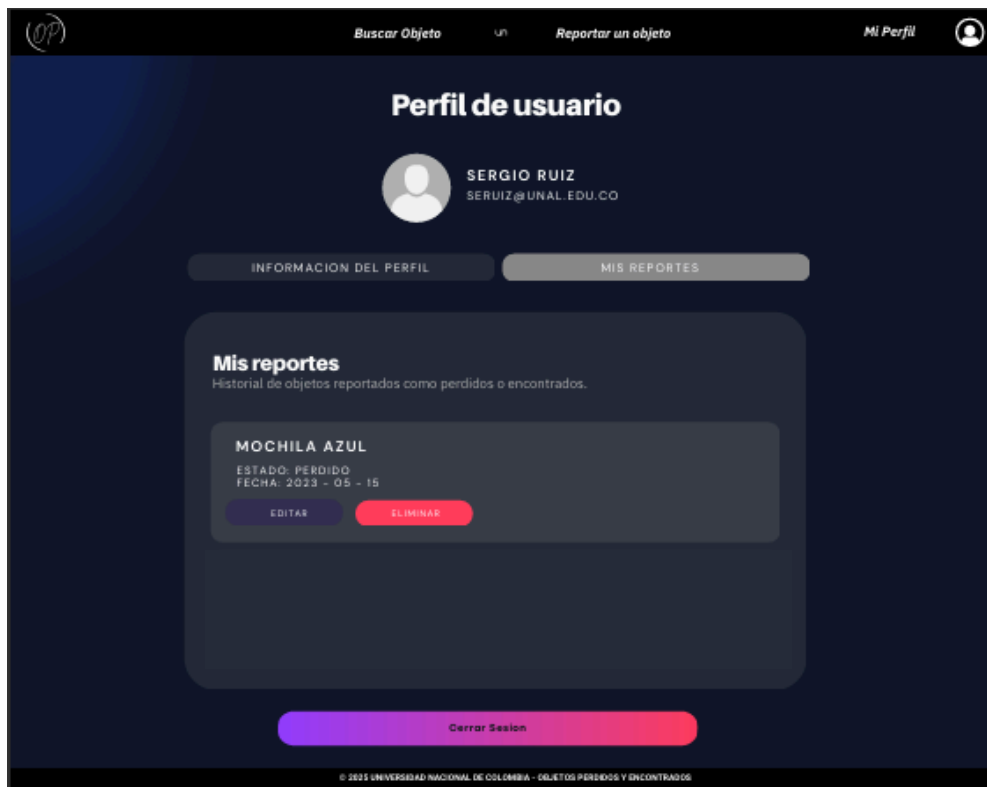 OP
Buscar Objeto un Reportar un objeto Mi Perfil
Perfil de usuario
SERGIO RUIZ
SERUIZ@UNAL.EDU.CO
INFORMACION DEL PERFIL MIS REPORTES
Mis reportes
Historial de objetos reportados como perdidos o encontrados.
MOCHILA AZUL
ESTADO: PERDIDO
FECHA: 2023 - 05 - 15
EDITAR ELIMINAR
Cerrar Sesion
© 2025 UNIVERSIDAD NACIONAL DE COLOMBIA - OBJETOS PERDIDOS Y ENCONTRADOS